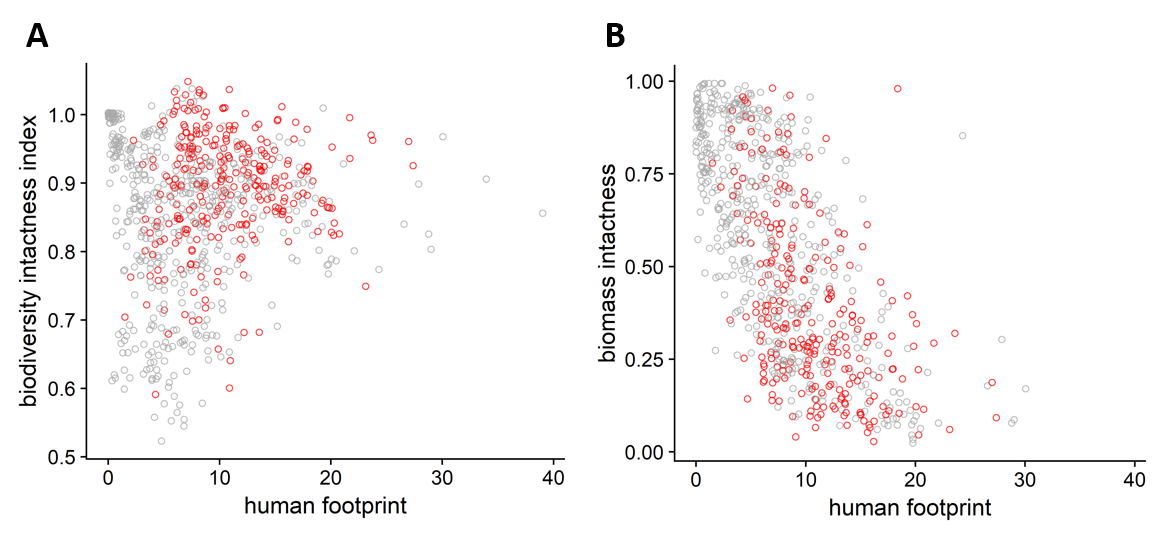 A
biodiversity intactness index
1.0
0.9
0.8
0.7
0.6
0.5
0 10 20 30 40
human footprint
B
biomass intactness
1.00
0.75
0.50
0.25
0.00
0 10 20 30 40
human footprint